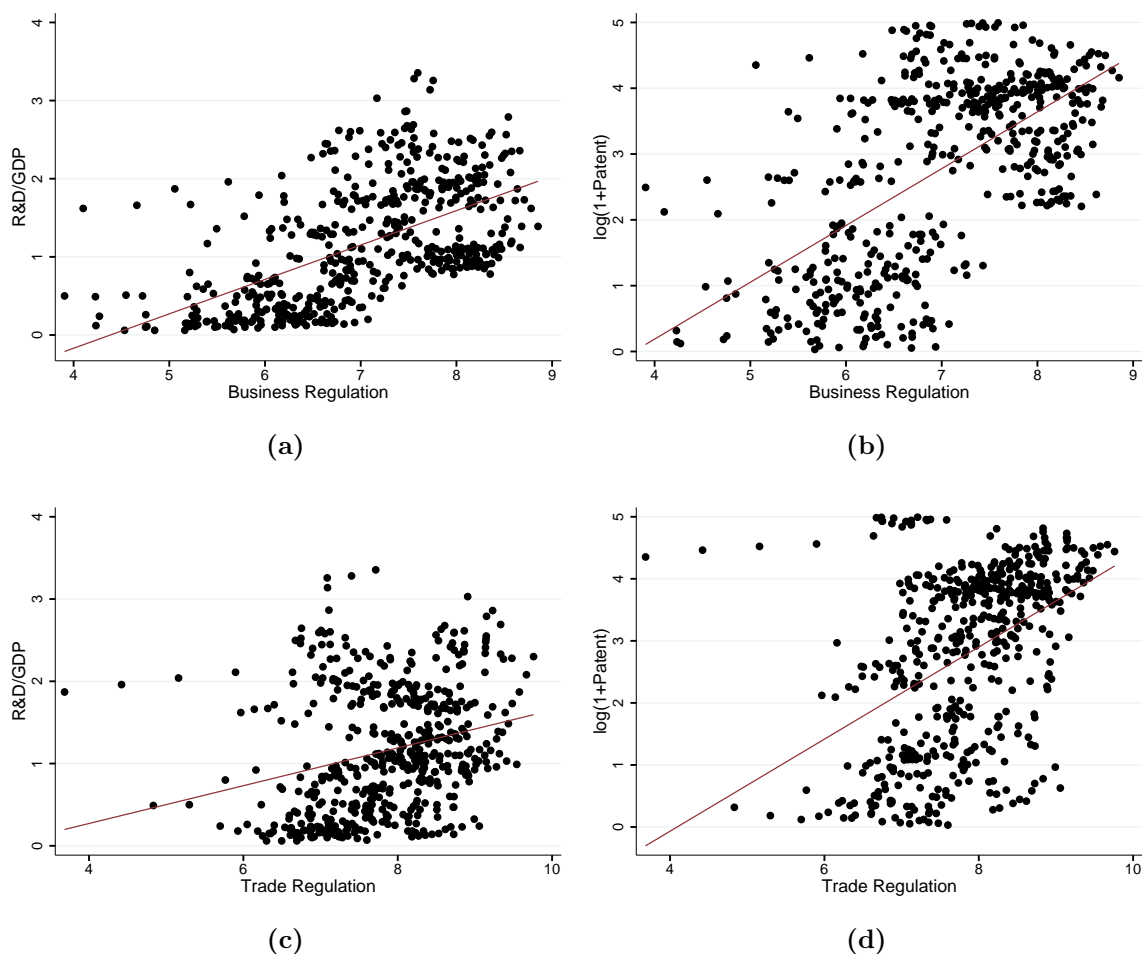 R&D/GDP
4
3
2
1
0
4 5 6 7 8 9
Business Regulation
(a)
log(1+Patent)
5
4
3
2
1
0
4 5 6 7 8 9
Business Regulation
(b)
R&D/GDP
4
3
2
1
0
4 6 8 10
Trade Regulation
(c)
log(1+Patent)
5
4
3
2
1
0
4 6 8 10
Trade Regulation
(d)